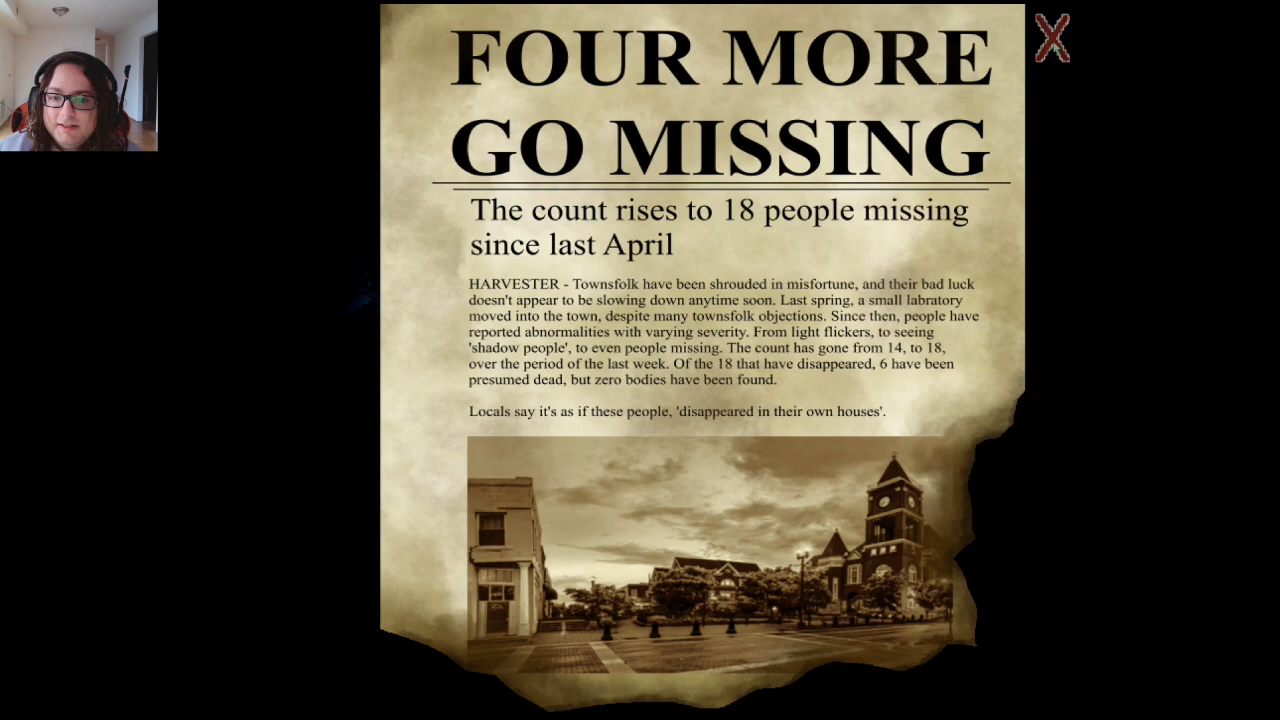 FOUR MORE
GO MISSING
The count rises to 18 people missing
since last April
HARVESTER - Townsfolk have been shrouded in misfortune, and their bad luck
doesn't appear to be slowing down anytime soon. Last spring, a small labratory
moved into the town, despite many townsfolk objections. Since then, people have
reported abnormalities with varying severity. From light flickers, to seeing
'shadow people', to even people missing. The count has gone from 14, to 18,
over the period of the last week. Of the 18 that have disappeared, 6 have been
presumed dead, but zero bodies have been found.
Locals say it's as if these people, 'disappeared in their own houses'.
X